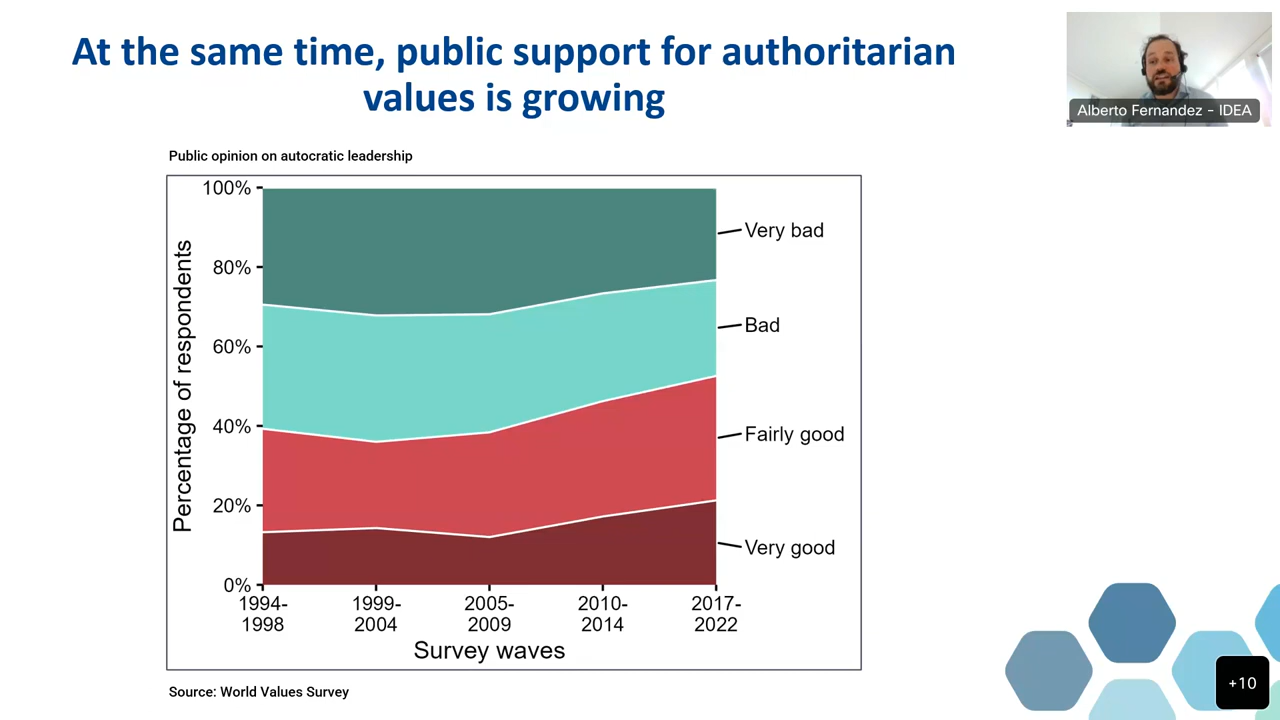 At the same time, public support for authoritarian
values is growing
Alberto Fernandez - IDEA
Public opinion on autocratic leadership
100%
80%
60%
40%
20%
0%
Percentage of respondents
Very bad
Bad
Fairly good
Very good
1994-
1998
1999-
2004
2005-
2009
2010-
2014
2017-
2022
Survey waves
Source: World Values Survey
+10